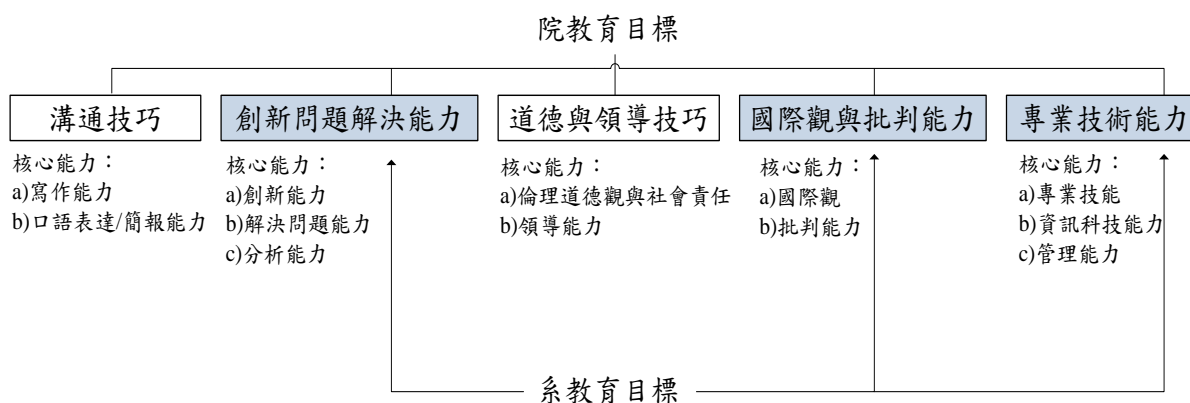 院教育目標
溝通技巧
核心能力：
a)寫作能力
b)口語表達/簡報能力
創新問題解決能力
核心能力：
a)創新能力
b)解決問題能力
c)分析能力
道德與領導技巧
核心能力：
a)倫理道德觀與社會責任
b)領導能力
國際觀與批判能力
核心能力：
a)國際觀
b)批判能力
專業技術能力
核心能力：
a)專業技能
b)資訊科技能力
c)管理能力
系教育目標